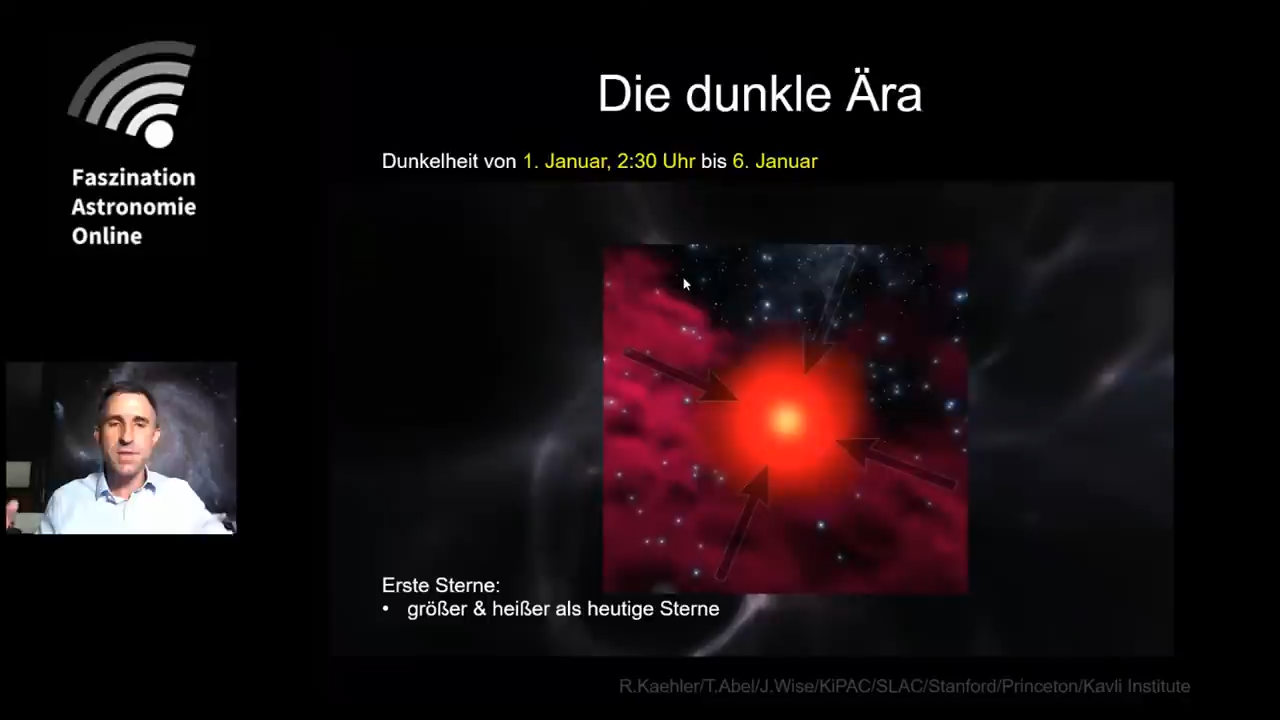 Faszination
Astronomie
Online
Die dunkle Ära
Dunkelheit von 1. Januar, 2:30 Uhr bis 6. Januar
Erste Sterne:
• größer & heißer als heutige Sterne
R.Kaehler/T.Abel/J.Wise/KiPAC/SLAC/Stanford/Princeton/Kavli Institute